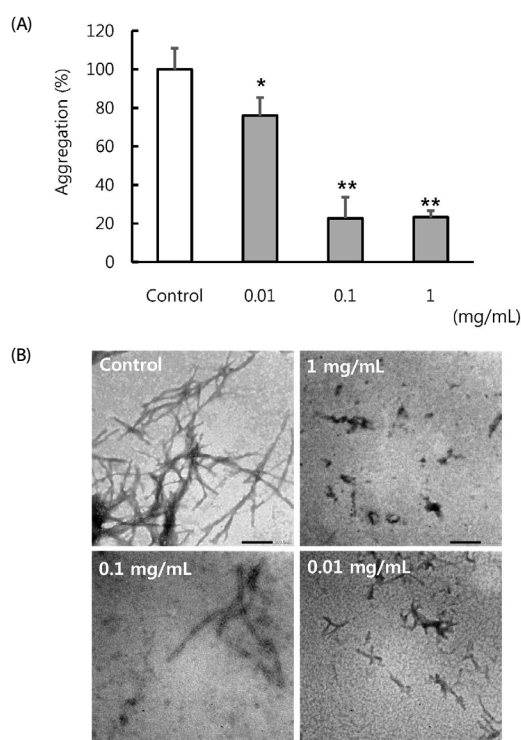 (A)
Aggregation (%)
120
100
80
60
40
20
0
*
**
**
Control 0.01 0.1 1
(mg/mL)
(B)
Control
1 mg/mL
0.1 mg/mL
0.01 mg/mL